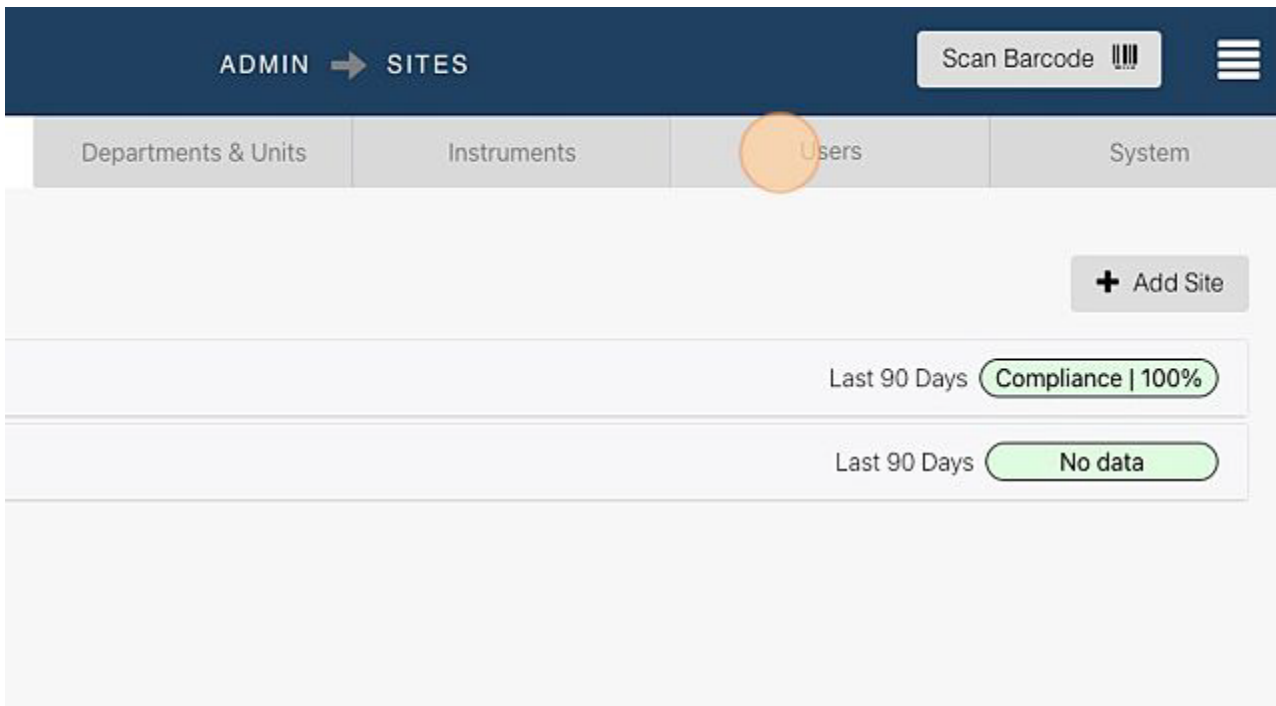 ADMIN SITES
Scan Barcode
Departments & Units
Instruments
Users
System
Add Site
Last 90 Days Compliance | 100%
Last 90 Days No data